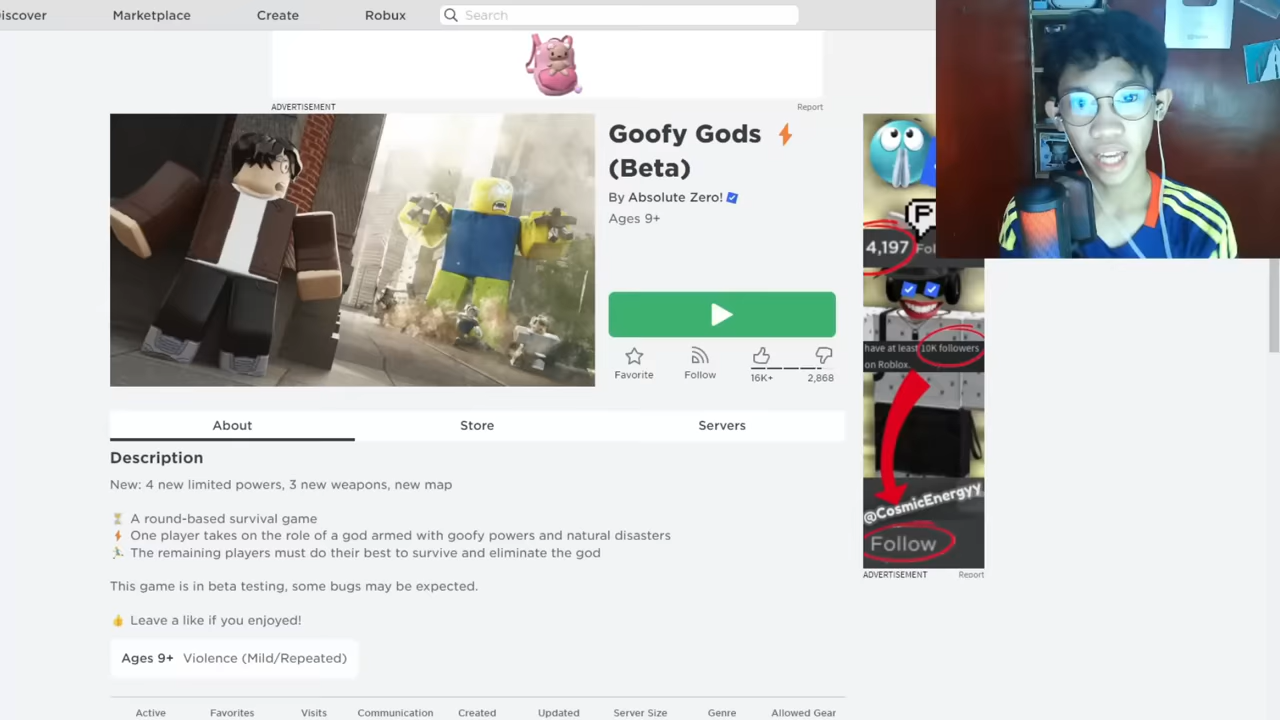 iscover
Marketplace
Create
Robux
Search
ADVERTISEMENT
Report
Goofy Gods ⚡
(Beta)
By Absolute Zero!
Ages 9+
Favorite
Follow
16K+
2,868
4,197 Fol
have at least 10K followers
on Roblox.
@CosmicEnergyy
Follow
ADVERTISEMENT
Report
About
Store
Servers
Description
New: 4 new limited powers, 3 new weapons, new map
⏳ A round-based survival game
⚡ One player takes on the role of a god armed with goofy powers and natural disasters
🏃 The remaining players must do their best to survive and eliminate the god
This game is in beta testing, some bugs may be expected.
👍 Leave a like if you enjoyed!
Ages 9+ Violence (Mild/Repeated)
Active
Favorites
Visits
Communication
Created
Updated
Server Size
Genre
Allowed Gear